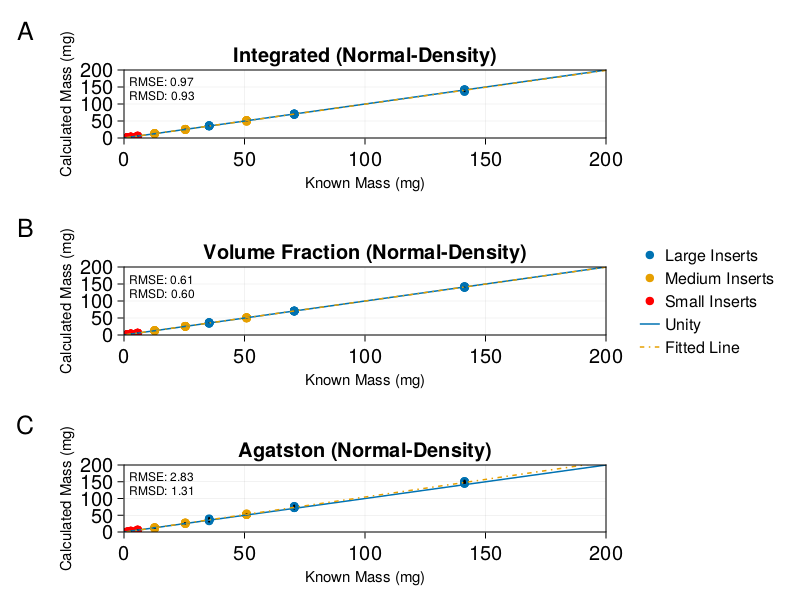 A
Integrated (Normal-Density)
Calculated Mass (mg)
200
150
100
50
0
RMSE: 0.97
RMSD: 0.93
0 50 100 150 200
Known Mass (mg)
B
Volume Fraction (Normal-Density)
Calculated Mass (mg)
200
150
100
50
0
RMSE: 0.61
RMSD: 0.60
0 50 100 150 200
Known Mass (mg)
Large Inserts
Medium Inserts
Small Inserts
Unity
Fitted Line
C
Agatston (Normal-Density)
Calculated Mass (mg)
200
150
100
50
0
RMSE: 2.83
RMSD: 1.31
0 50 100 150 200
Known Mass (mg)